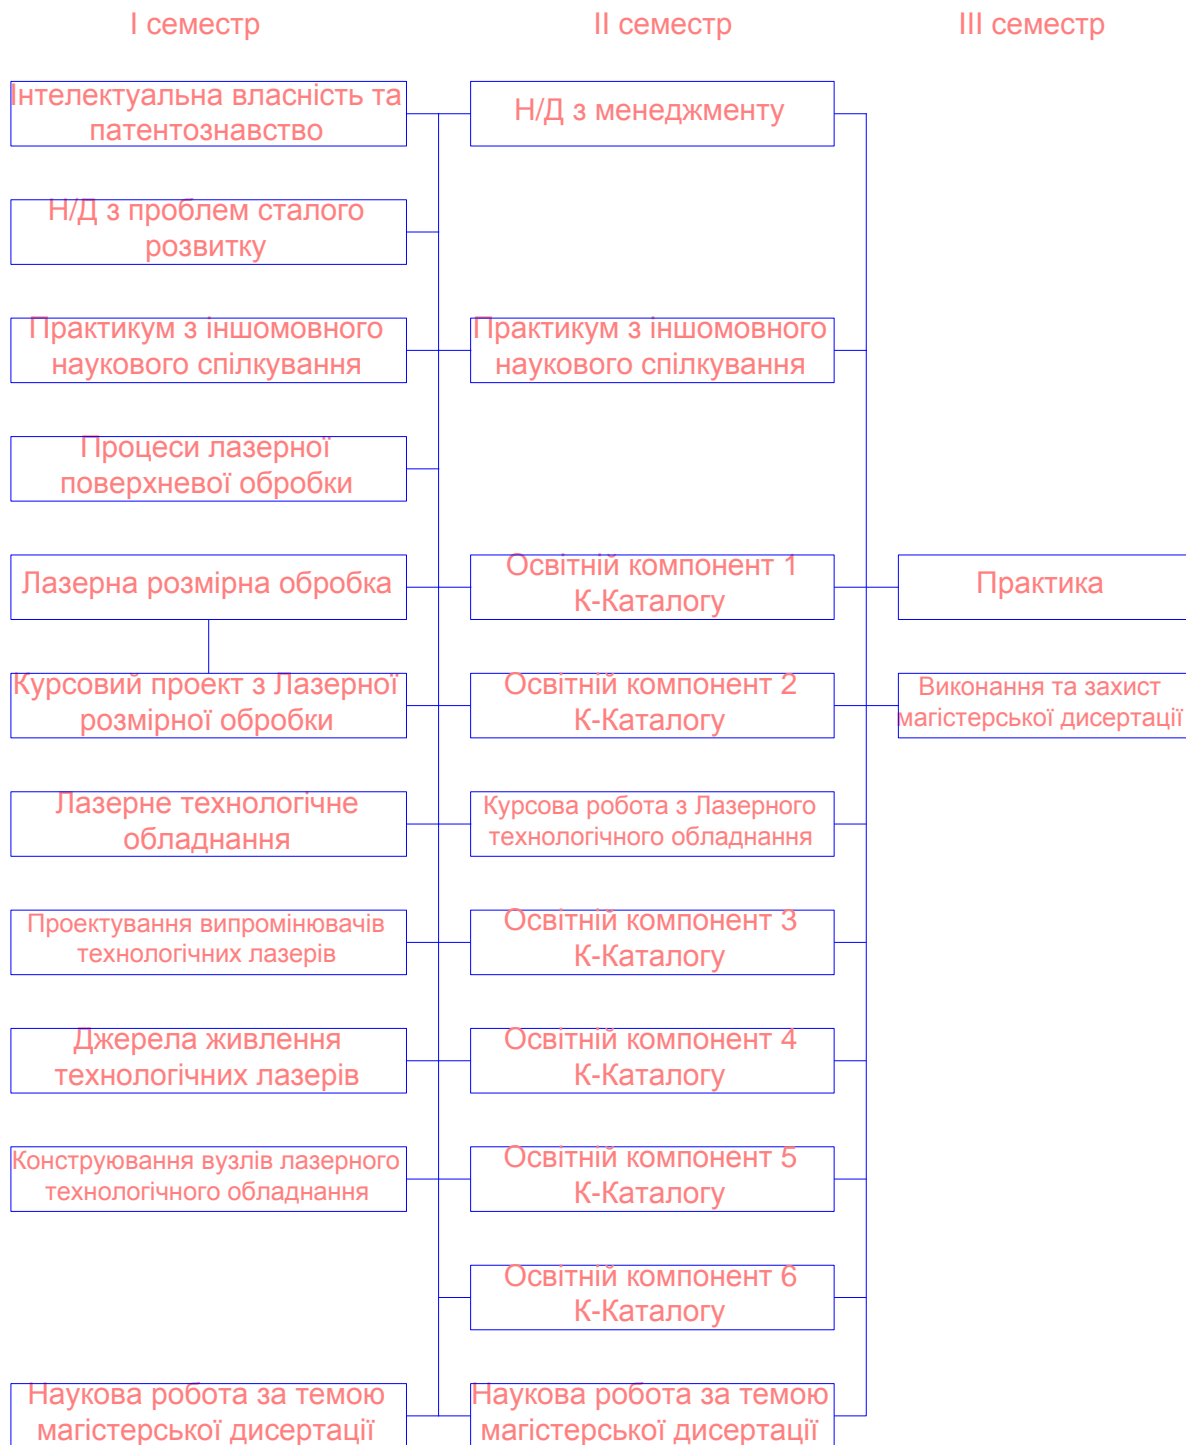 I семестр
II семестр
III семестр
Інтелектуальна власність та
патентознавство
Н/Д з менеджменту
Н/Д з проблем сталого
розвитку
Практикум з іншомовного
наукового спілкування
Практикум з іншомовного
наукового спілкування
Процеси лазерної
поверхневої обробки
Лазерна розмірна обробка
Освітній компонент 1
К-Каталогу
Практика
Курсовий проект з Лазерної
розмірної обробки
Освітній компонент 2
К-Каталогу
Виконання та захист
магістерської дисертації
Лазерне технологічне
обладнання
Курсова робота з Лазерного
технологічного обладнання
Проектування випромінювачів
технологічних лазерів
Освітній компонент 3
К-Каталогу
Джерела живлення
технологічних лазерів
Освітній компонент 4
К-Каталогу
Конструювання вузлів лазерного
технологічного обладнання
Освітній компонент 5
К-Каталогу
Освітній компонент 6
К-Каталогу
Наукова робота за темою
магістерської дисертації
Наукова робота за темою
магістерської дисертації